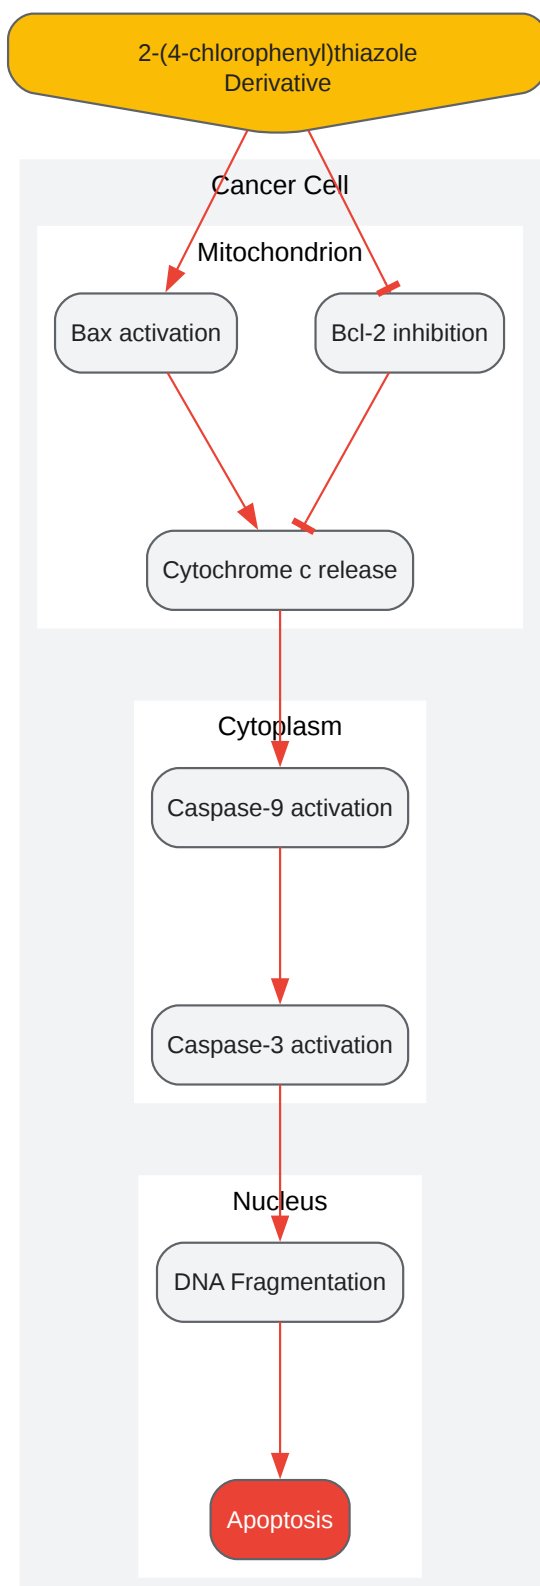 2-(4-chlorophenyl)thiazole
Derivative
Cancer Cell
Mitochondrion
Bax activation
Bcl-2 inhibition
Cytochrome c release
Cytoplasm
Caspase-9 activation
Caspase-3 activation
Nucleus
DNA Fragmentation
Apoptosis